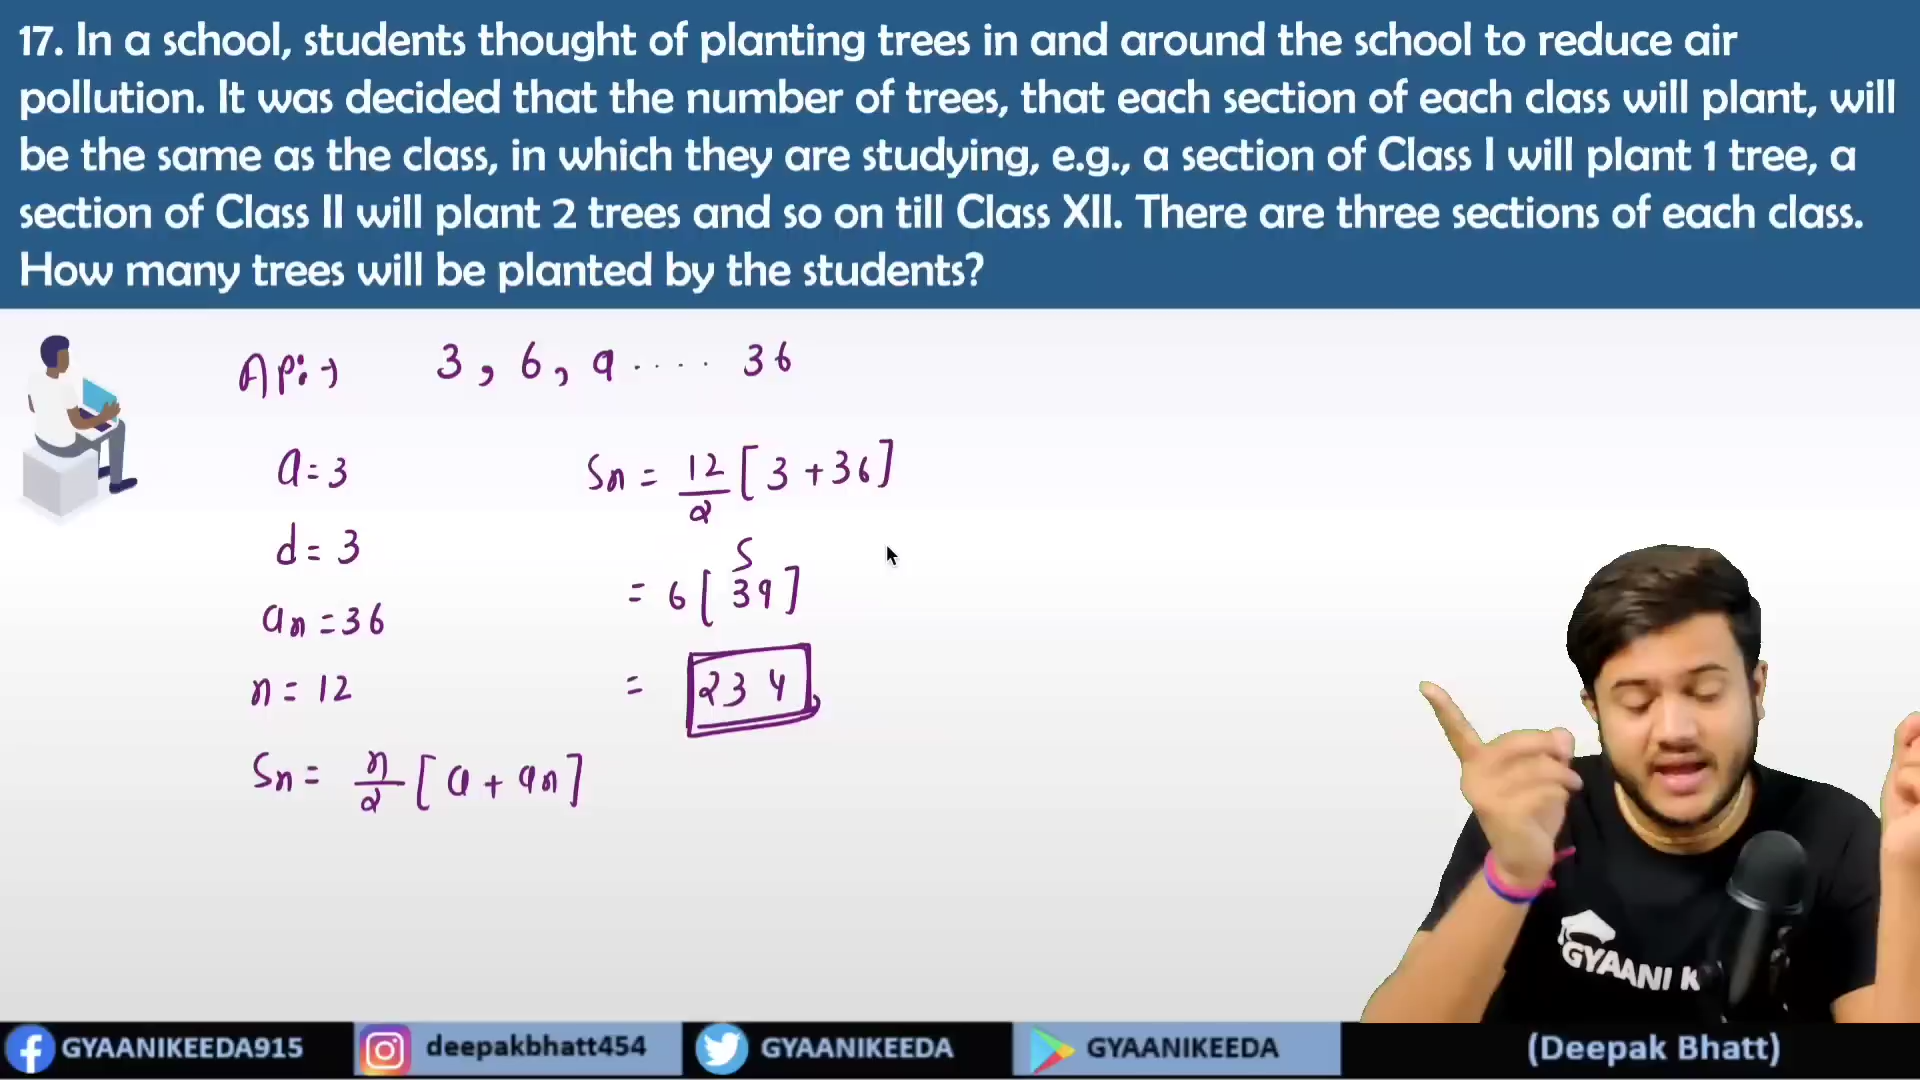 17. In a school, students thought of planting trees in and around the school to reduce air
pollution. It was decided that the number of trees, that each section of each class will plant, will
be the same as the class, in which they are studying, e.g., a section of Class I will plant 1 tree, a
section of Class II will plant 2 trees and so on till Class XII. There are three sections of each class.
How many trees will be planted by the students?
AP:→ 3, 6, 9 .... 36
a = 3
d = 3
an = 36
n = 12
Sn = n/2 [a + an]
Sn = 12/2 [3 + 36]
5
= 6 [39]
= 234
GYAANI K
GYAANIKEEDA915
deepakbhatt454
GYAANIKEEDA
GYAANIKEEDA
(Deepak Bhatt)